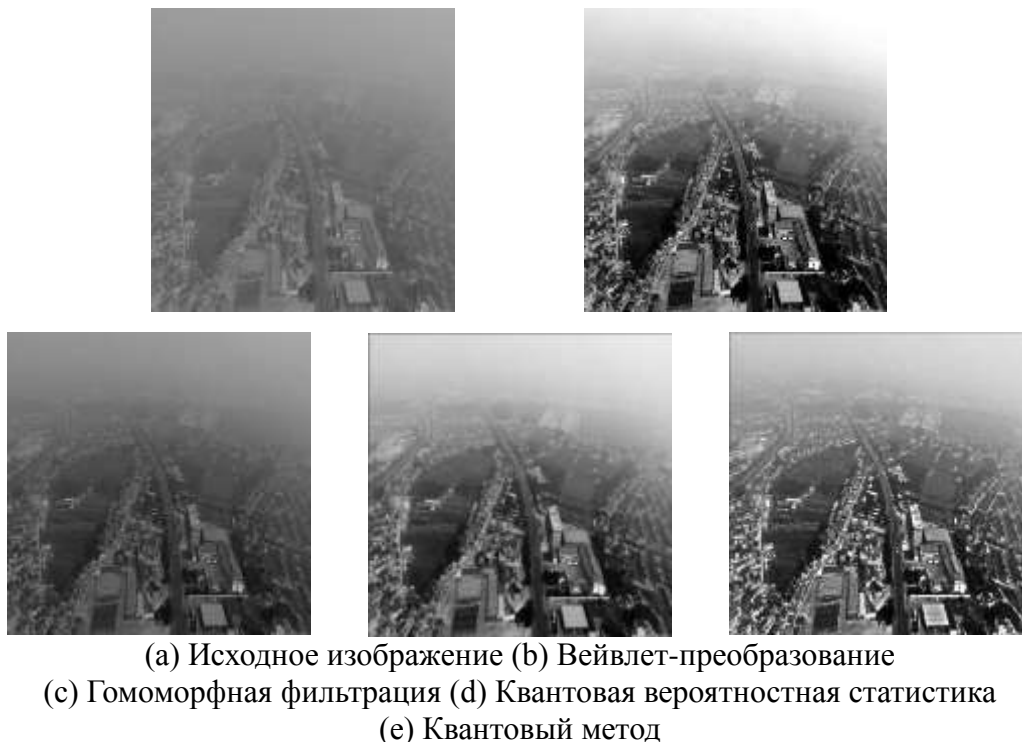 (a) Исходное изображение (b) Вейвлет-преобразование
(c) Гомоморфная фильтрация (d) Квантовая вероятностная статистика
(e) Квантовый метод